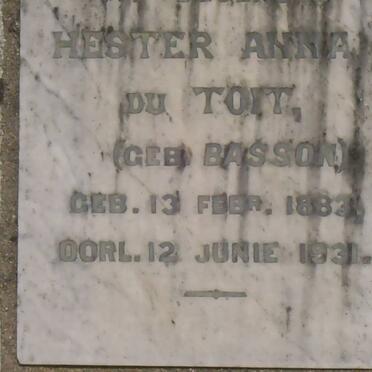 HESTER ANNA
DU TOIT,
(GEB. BASSON)
GEB. 13 FEBR. 1883.
OORL. 12 JUNIE 1931.